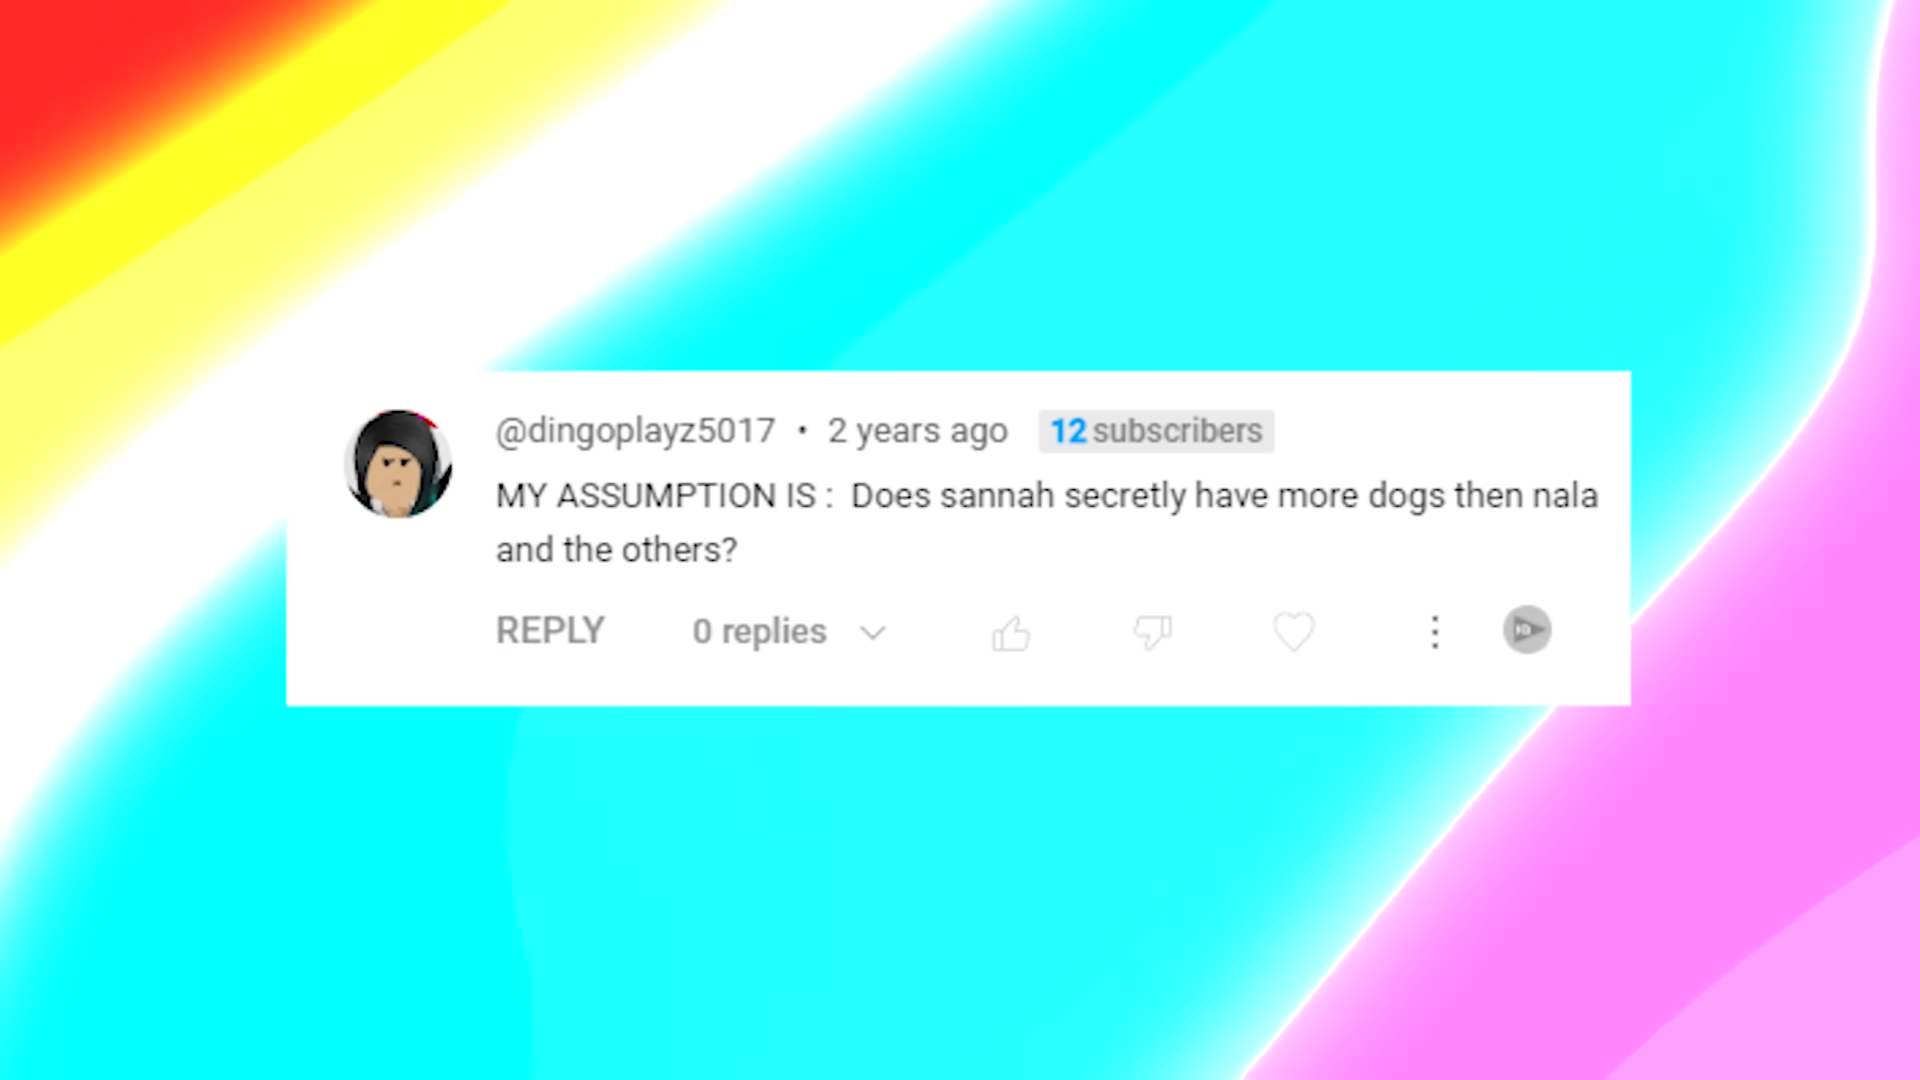 @dingoplayz5017 • 2 years ago 12 subscribers
MY ASSUMPTION IS : Does sannah secretly have more dogs then nala
and the others?
REPLY 0 replies